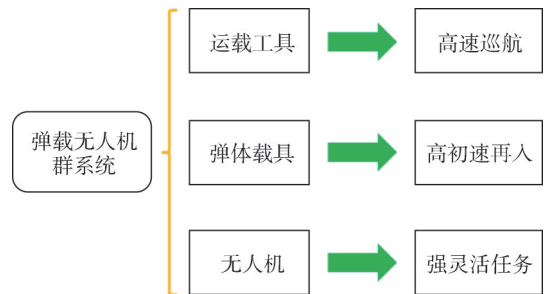 运载工具
高速巡航
弹载无人机
群系统
弹体载具
高初速再入
无人机
强灵活任务